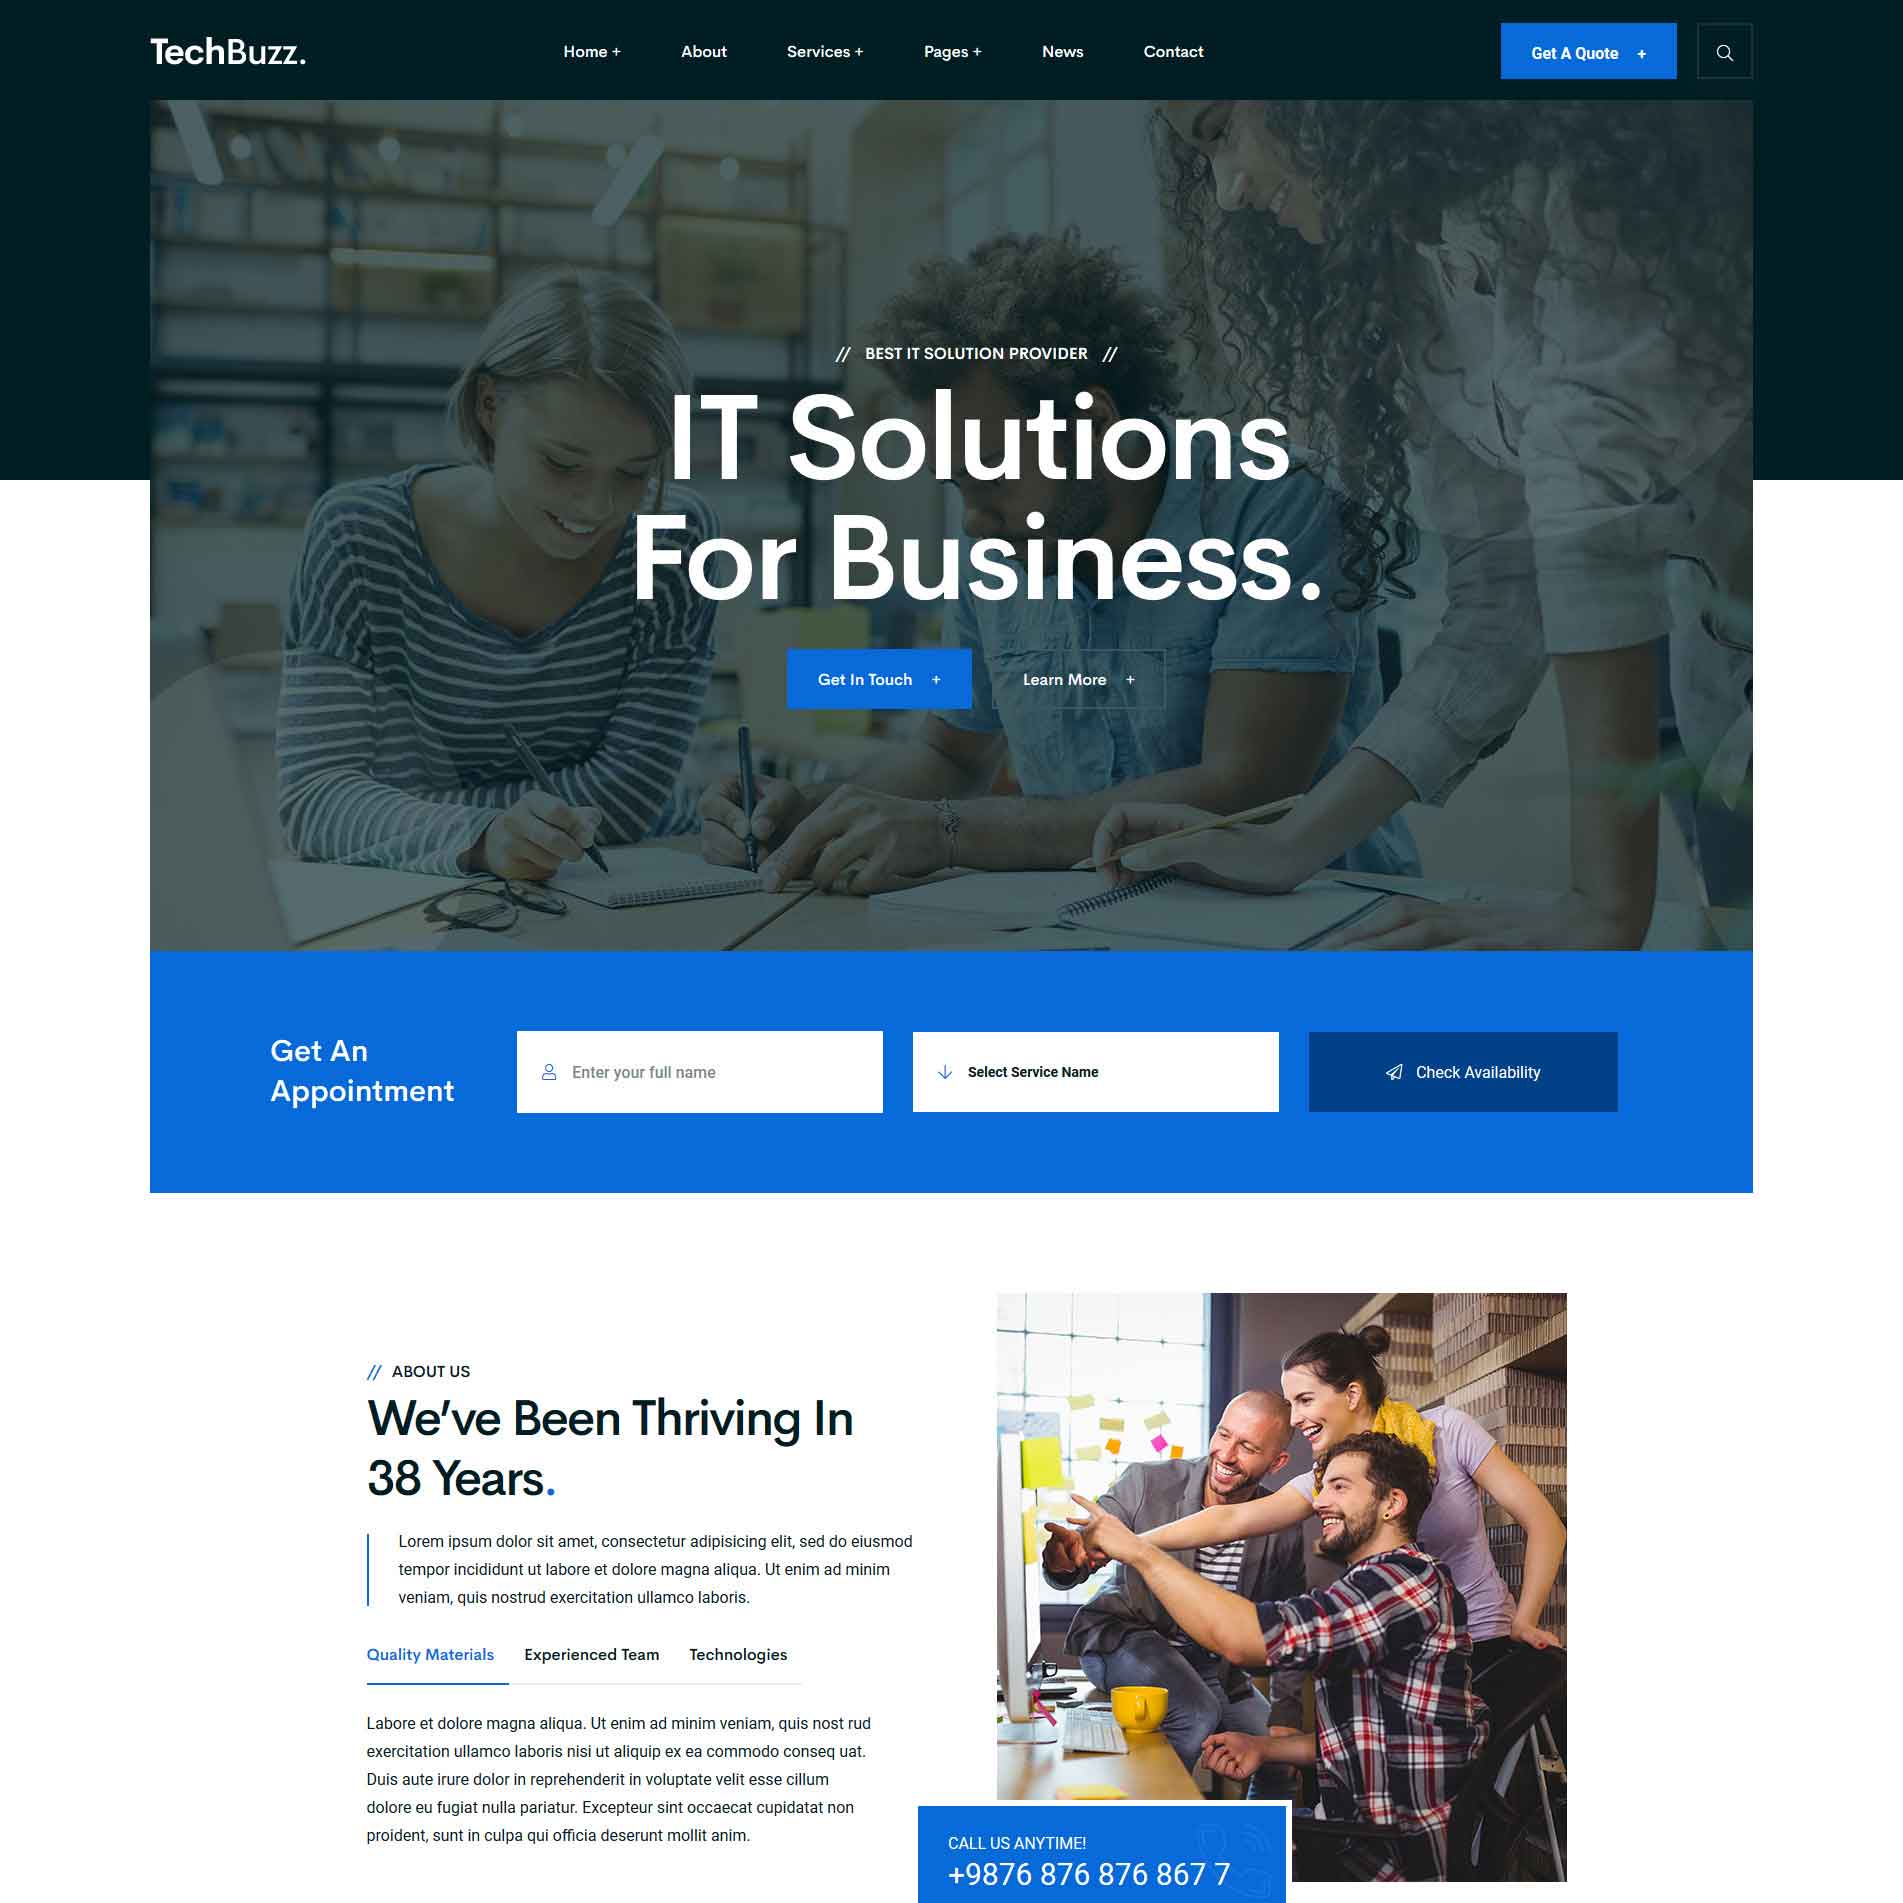 TechBuzz.
Home +
About
Services +
Pages +
News
Contact
Get A Quote +
// BEST IT SOLUTION PROVIDER //
IT Solutions
For Business.
Get In Touch +
Learn More +
Get An
Appointment
Enter your full name
Select Service Name
Check Availability
// ABOUT US
We’ve Been Thriving In
38 Years.
Lorem ipsum dolor sit amet, consectetur adipisicing elit, sed do eiusmod
tempor incididunt ut labore et dolore magna aliqua. Ut enim ad minim
veniam, quis nostrud exercitation ullamco laboris.
Quality Materials
Experienced Team
Technologies
Labore et dolore magna aliqua. Ut enim ad minim veniam, quis nost rud
exercitation ullamco laboris nisi ut aliquip ex ea commodo conseq uat.
Duis aute irure dolor in reprehenderit in voluptate velit esse cillum
dolore eu fugiat nulla pariatur. Excepteur sint occaecat cupidatat non
proident, sunt in culpa qui officia deserunt mollit anim.
CALL US ANYTIME!
+9876 876 876 867 7